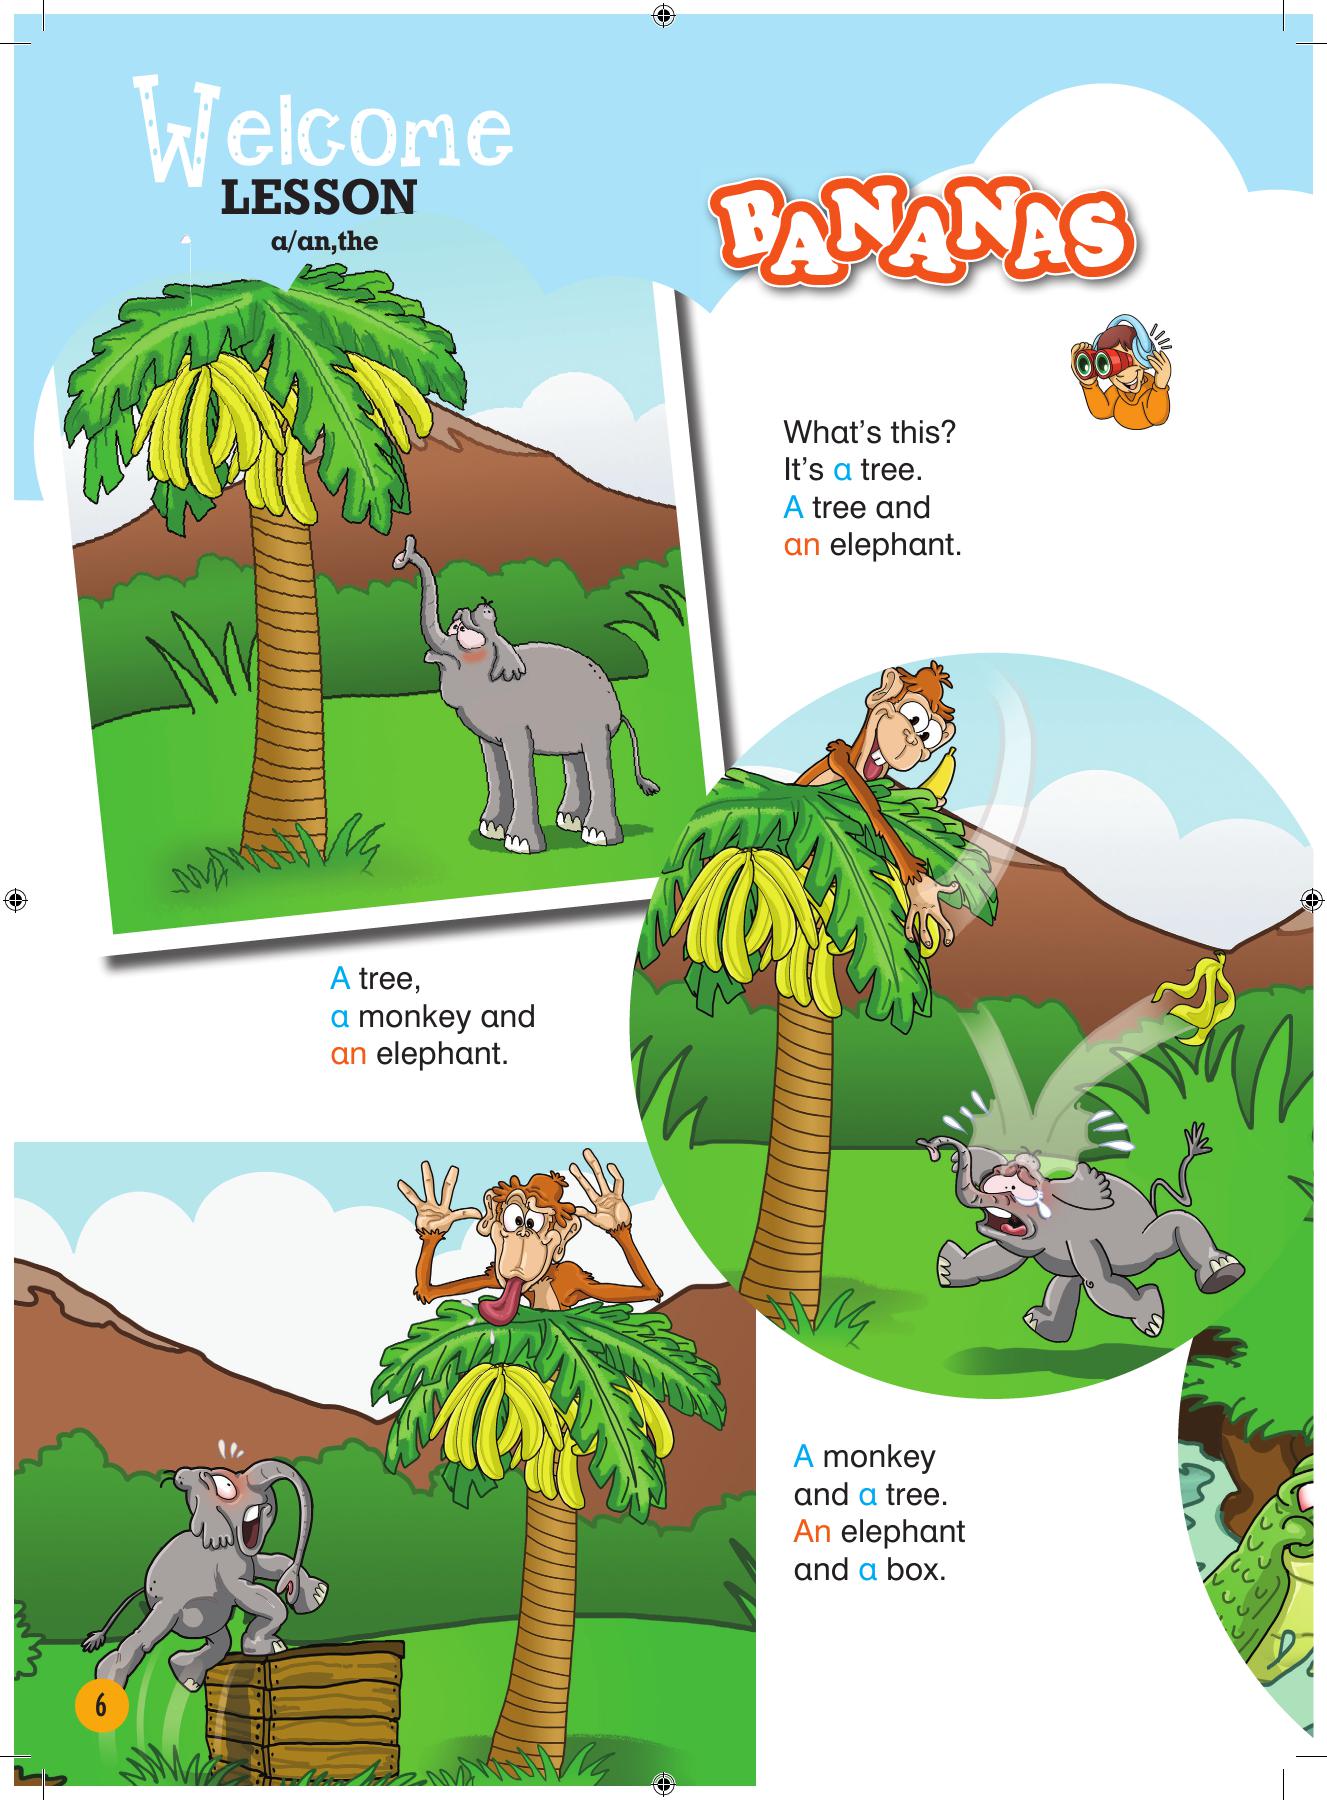 Welcome
LESSON
a/an,the
BANANAS
What's this?
It's a tree.
A tree and
an elephant.
A tree,
a monkey and
an elephant.
A monkey
and a tree.
An elephant
and a box.
6